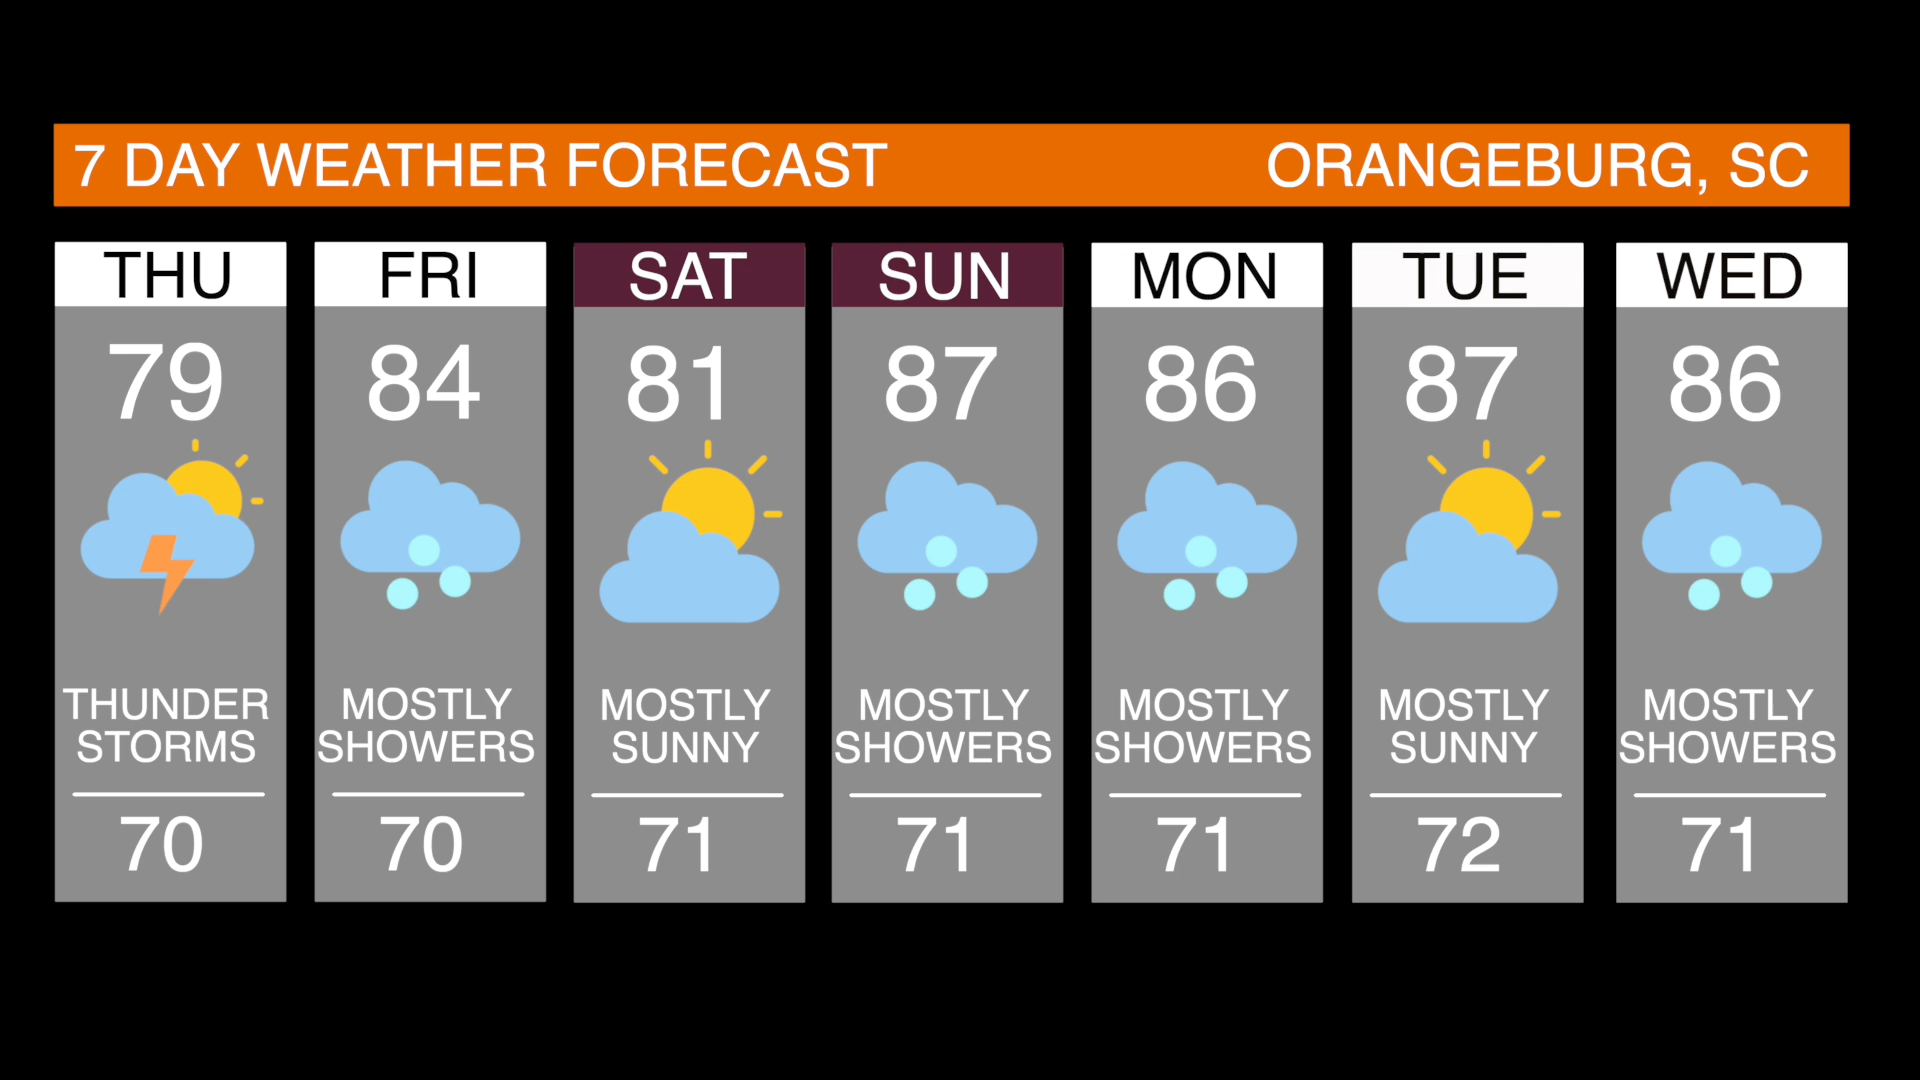 7 DAY WEATHER FORECAST
ORANGEBURG, SC
THU
79
THUNDER
STORMS
70
FRI
84
MOSTLY
SHOWERS
70
SAT
81
MOSTLY
SUNNY
71
SUN
87
MOSTLY
SHOWERS
71
MON
86
MOSTLY
SHOWERS
71
TUE
87
MOSTLY
SUNNY
72
WED
86
MOSTLY
SHOWERS
71